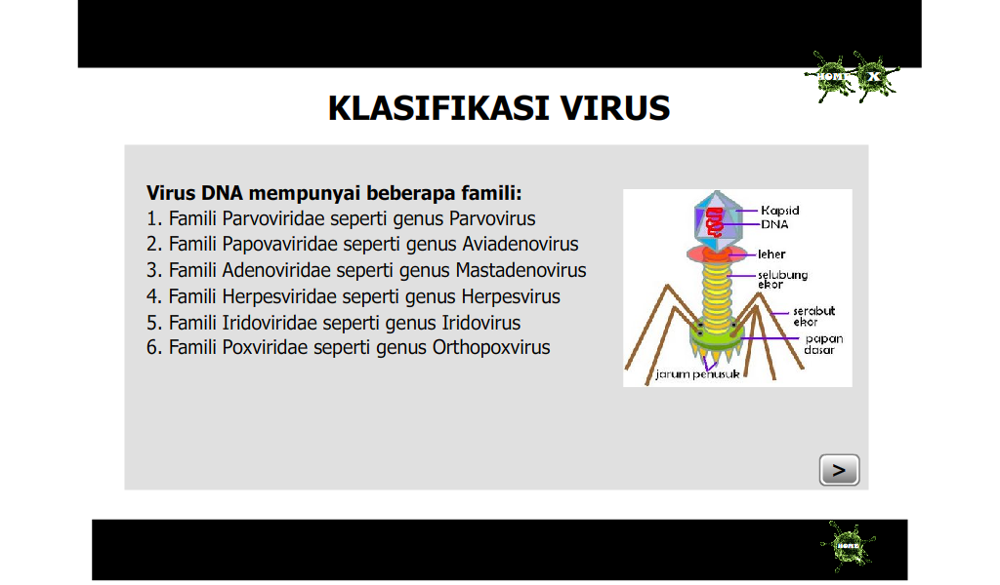 HOME X
KLASIFIKASI VIRUS
Virus DNA mempunyai beberapa famili:
1. Famili Parvoviridae seperti genus Parvovirus
2. Famili Papovaviridae seperti genus Aviadenovirus
3. Famili Adenoviridae seperti genus Mastadenovirus
4. Famili Herpesviridae seperti genus Herpesvirus
5. Famili Iridoviridae seperti genus Iridovirus
6. Famili Poxviridae seperti genus Orthopoxvirus
Kapsid
DNA
leher
selubung
ekor
serabut
ekor
papan
dasar
jarum penusuk
>
HOME